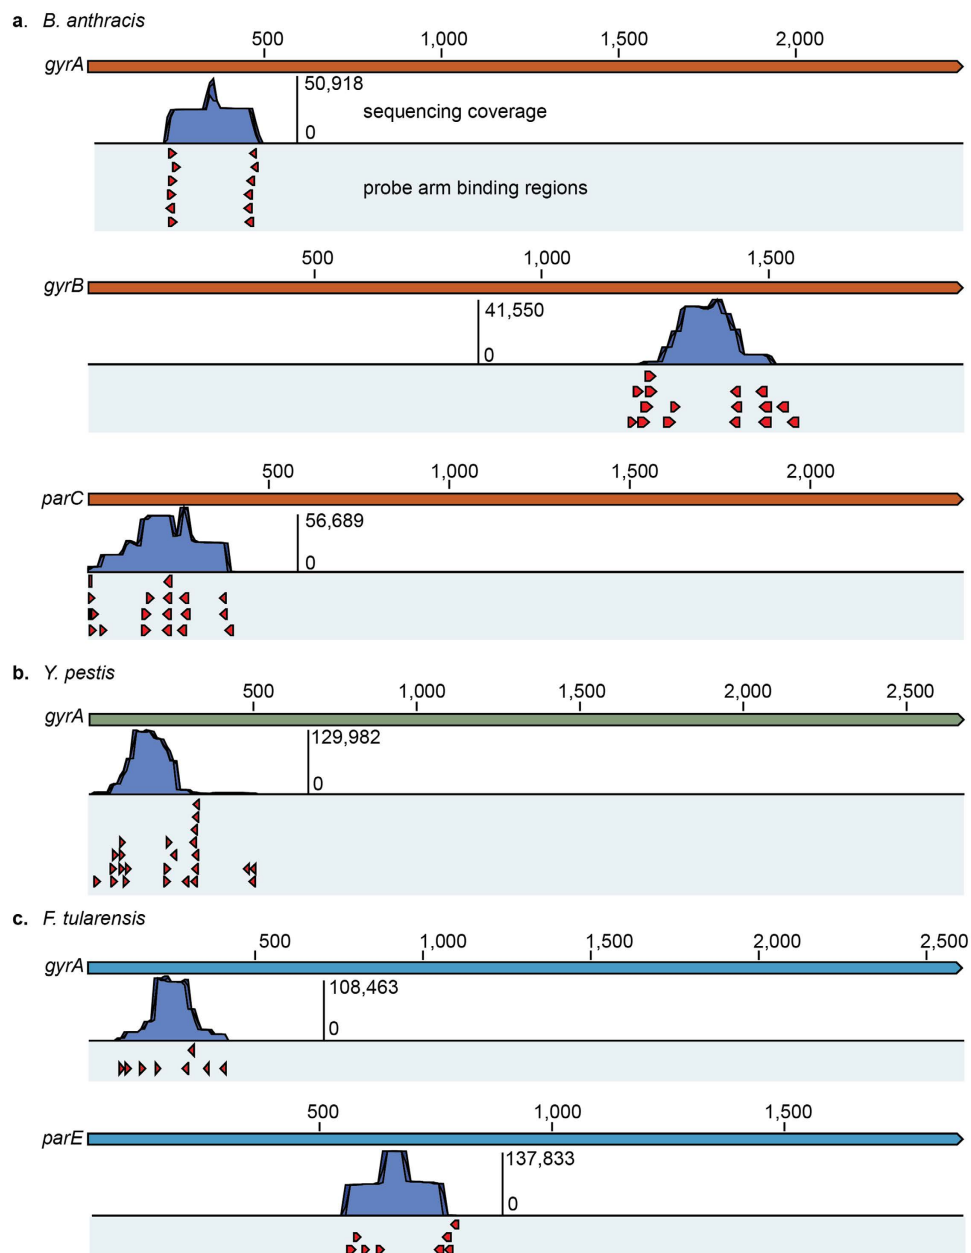 a. B. anthracis
500 1,000 1,500 2,000
gyrA
50,918
sequencing coverage
0
probe arm binding regions
500 1,000 1,500
gyrB
41,550
0
500 1,000 1,500 2,000
parC
56,689
0
b. Y. pestis
500 1,000 1,500 2,000 2,500
gyrA
129,982
0
c. F. tularensis
500 1,000 1,500 2,000 2,500
gyrA
108,463
0
500 1,000 1,500
parE
137,833
0